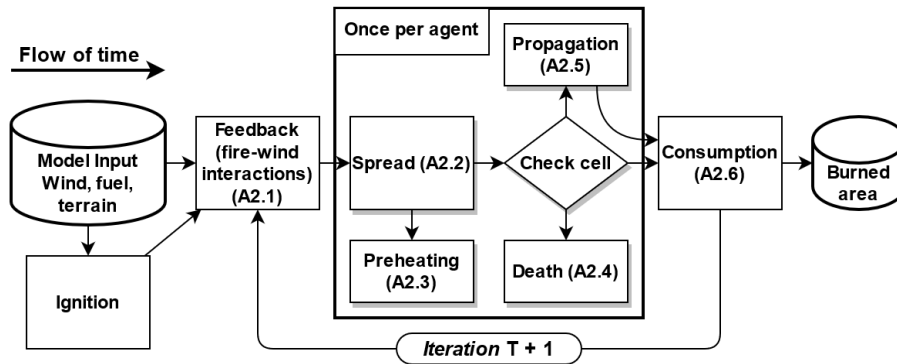 Flow of time
Model Input
Wind, fuel,
terrain
Ignition
Feedback
(fire-wind
interactions)
(A2.1)
Once per agent
Spread (A2.2)
Preheating
(A2.3)
Propagation
(A2.5)
Check cell
Death (A2.4)
Consumption
(A2.6)
Burned
area
Iteration T + 1